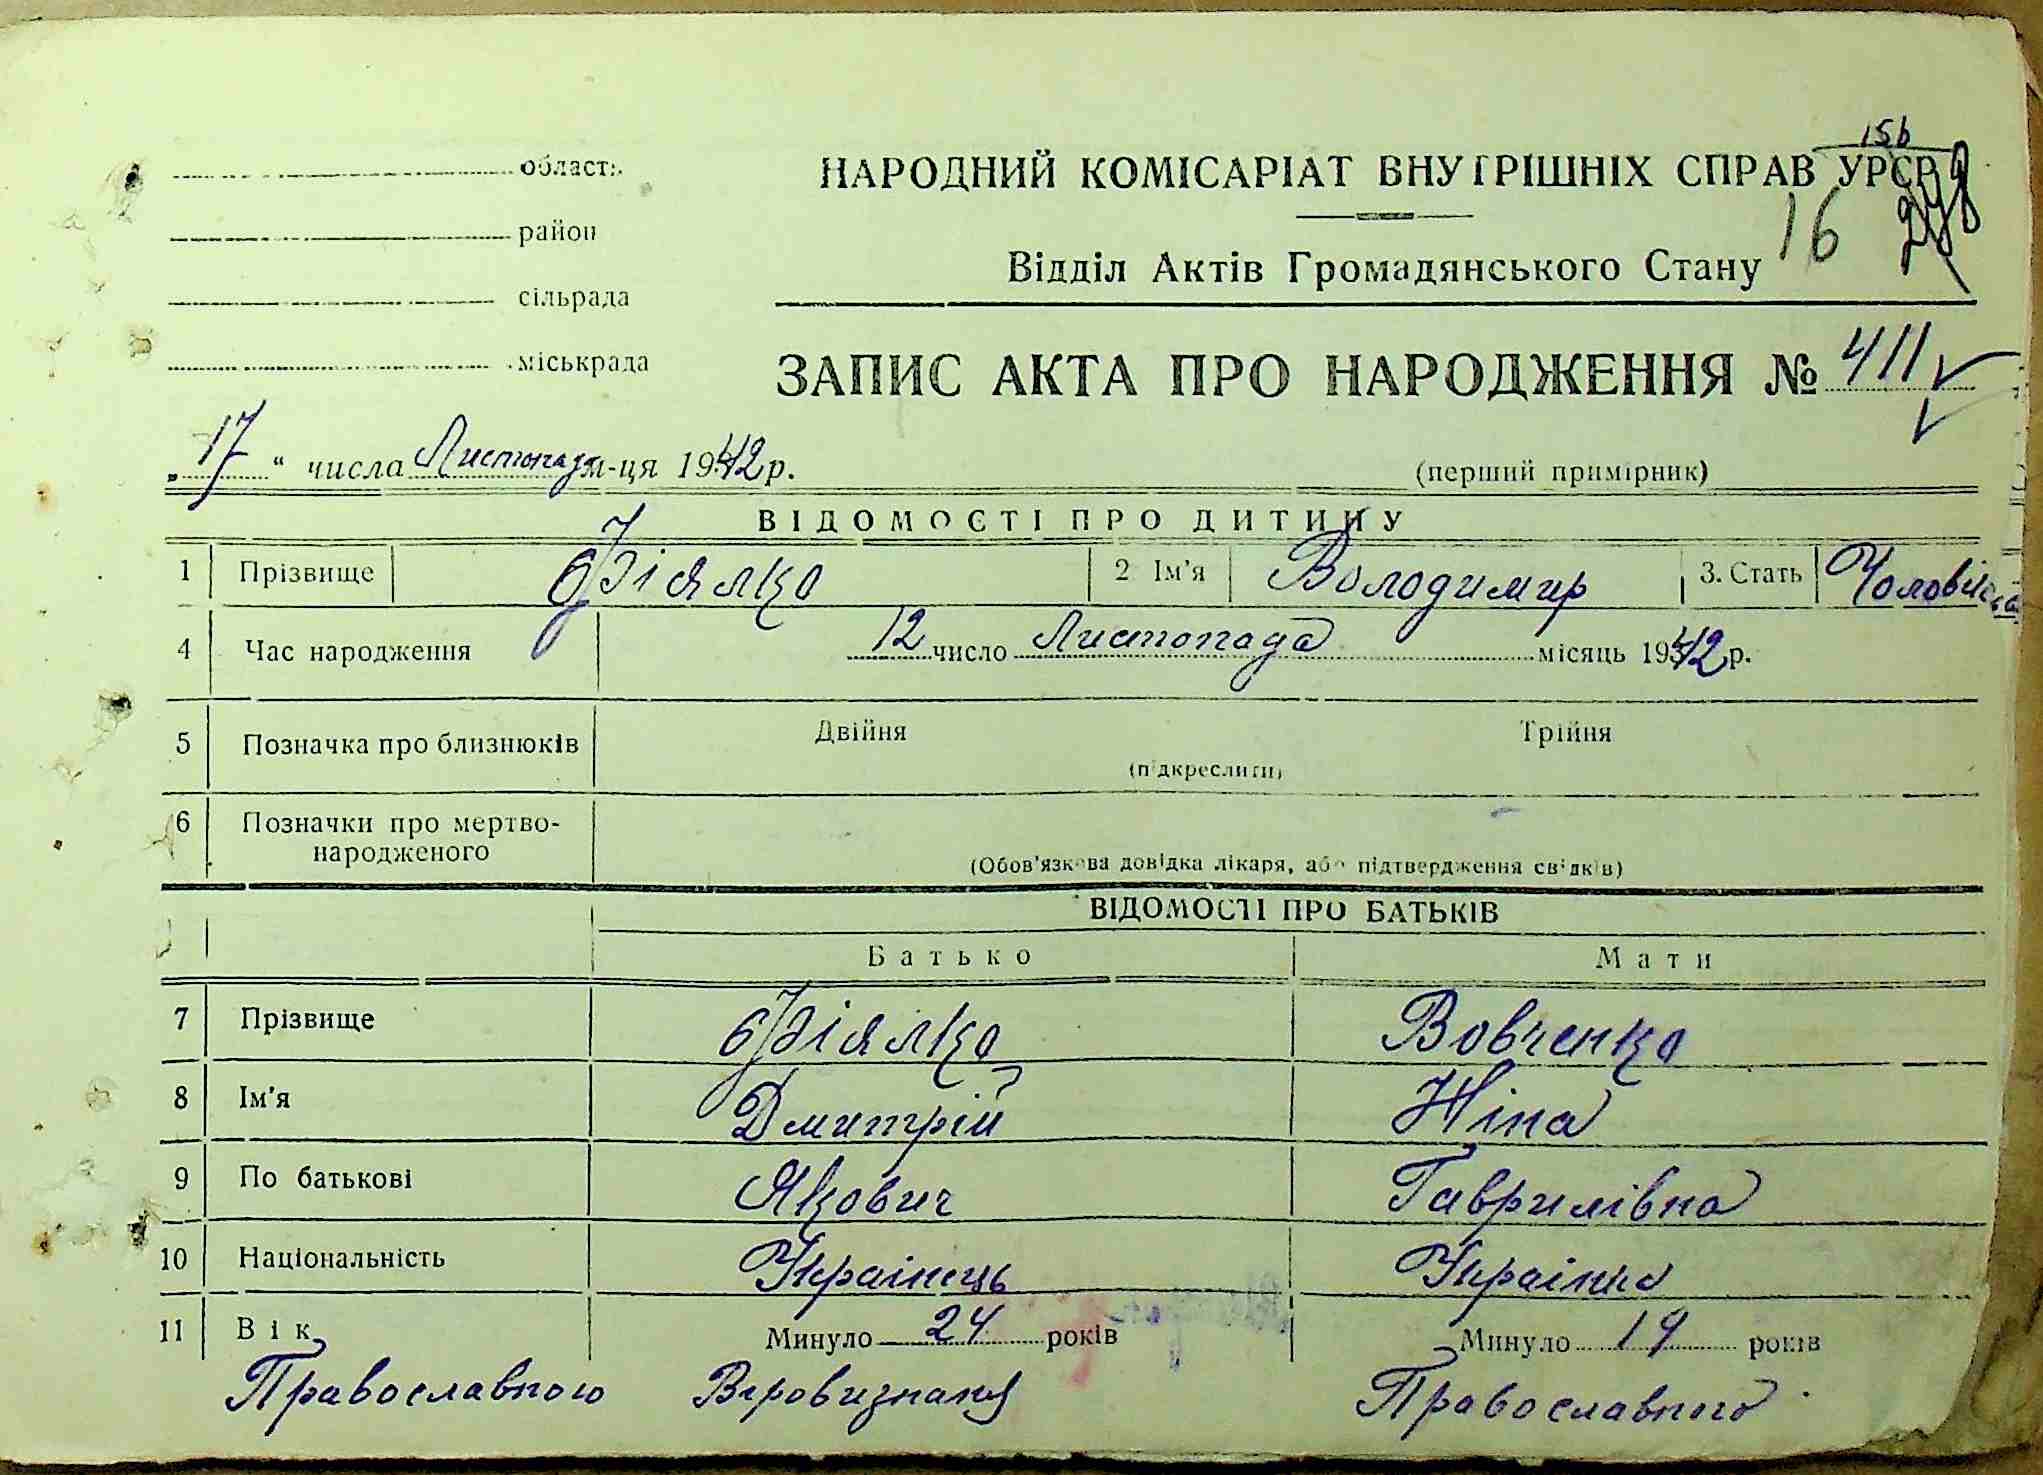 156
область
НАРОДНИЙ КОМІСАРІАТ ВНУТРІШНІХ СПРАВ УРСР
район
16 298
Відділ Актів Громадянського Стану
сільрада
міськрада
ЗАПИС АКТА ПРО НАРОДЖЕННЯ № 411
„17“ числа Листопада м-ця 1942 р.
(перший примірник)
ВІДОМОСТІ ПРО ДИТИНУ
1 Прізвище Фіялко 2 Ім'я Володимир 3. Стать Чоловіча
4 Час народження 12 число Листопада місяць 1942 р.
5 Позначка про близнюків Двійня Трійня
(підкреслити)
6 Позначки про мертво-
народженого
(Обов'язкова довідка лікаря, або підтвердження свідків)
ВІДОМОСТІ ПРО БАТЬКІВ
Батько Мати
7 Прізвище Фіялко Вовченко
8 Ім'я Дмитрій Ніна
9 По батькові Якович Гаврилівна
10 Національність Українець Українка
11 Вік Минуло 24 років Минуло 19 років
Православного Віровизнаня Православного